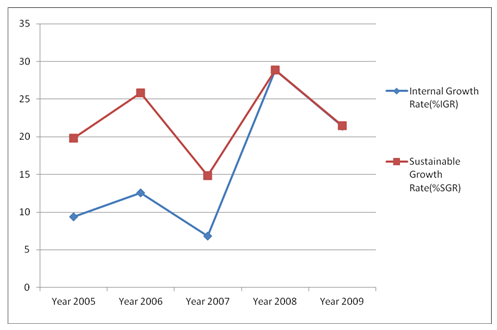 35
30
25
20
15
10
5
0
Year 2005 Year 2006 Year 2007 Year 2008 Year 2009
Internal Growth
Rate(%IGR)
Sustainable
Growth
Rate(%SGR)